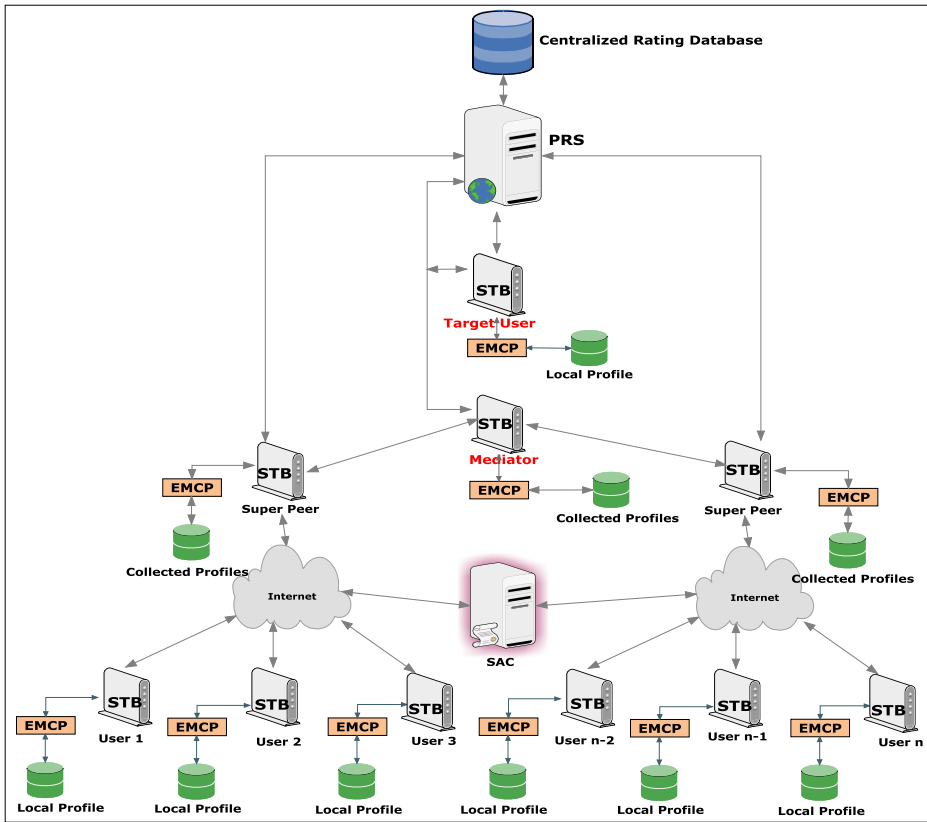 Centralized Rating Database
PRS
STB
Target User
EMCP
Local Profile
STB
Mediator
EMCP
Collected Profiles
STB
Super Peer
EMCP
Collected Profiles
STB
Super Peer
EMCP
Collected Profiles
Internet
SAC
Internet
STB
User 1
EMCP
Local Profile
STB
User 2
EMCP
Local Profile
STB
User 3
EMCP
Local Profile
STB
User n-2
EMCP
Local Profile
STB
User n-1
EMCP
Local Profile
STB
User n
EMCP
Local Profile